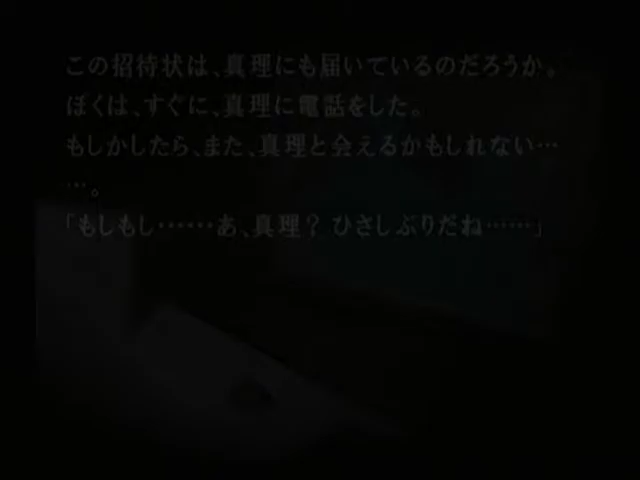 この招待状は、真理にも届いているのだろうか。
ぼくは、すぐに、真理に電話をした。
もしかしたら、また、真理と会えるかもしれない…
…。
「もしもし……あ、真理？ ひさしぶりだね……」